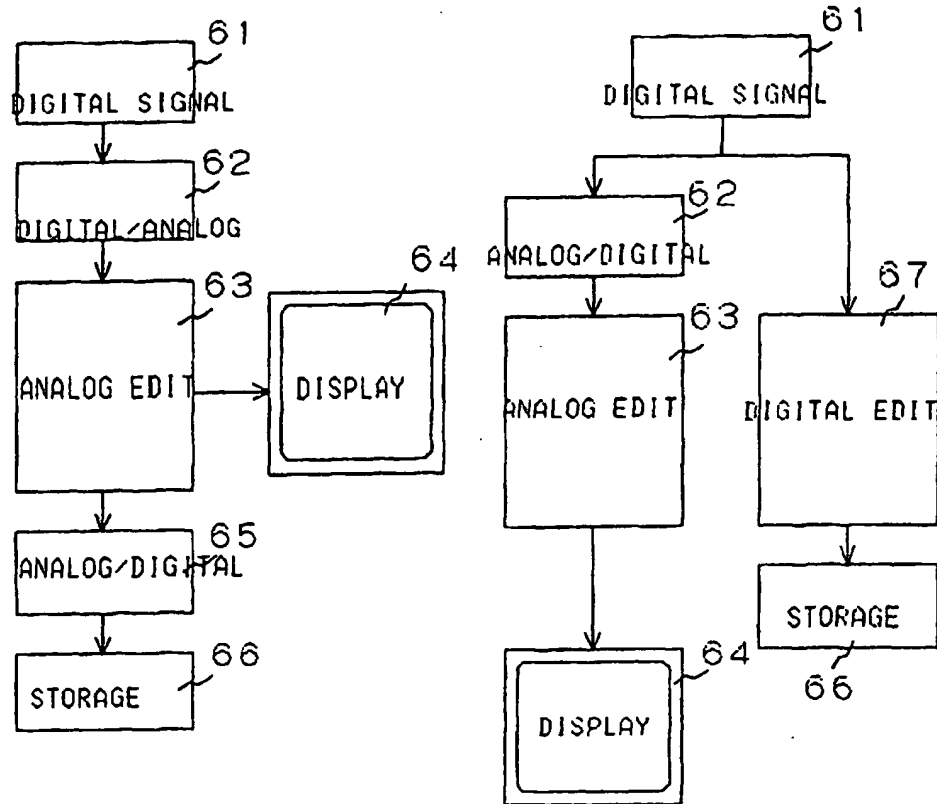 61
DIGITAL SIGNAL
62
DIGITAL/ANALOG
63
ANALOG EDIT
64
DISPLAY
65
ANALOG/DIGITAL
66
STORAGE
61
DIGITAL SIGNAL
62
ANALOG/DIGITAL
63
ANALOG EDIT
64
DISPLAY
67
DIGITAL EDIT
STORAGE
66